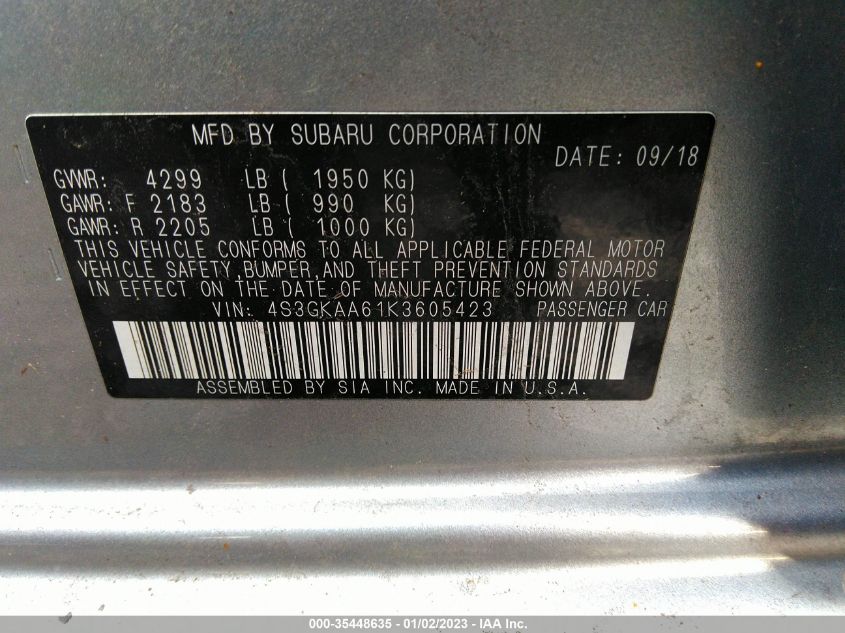 MFD BY SUBARU CORPORATION
DATE: 09/18
GVWR: 4299 LB ( 1950 KG)
GAWR: F 2183 LB ( 990 KG)
GAWR: R 2205 LB ( 1000 KG)
THIS VEHICLE CONFORMS TO ALL APPLICABLE FEDERAL MOTOR
VEHICLE SAFETY,BUMPER,AND THEFT PREVENTION STANDARDS
IN EFFECT ON THE DATE OF MANUFACTURE SHOWN ABOVE.
VIN: 4S3GKAA61K3605423 PASSENGER CAR
ASSEMBLED BY SIA INC. MADE IN U.S.A.
000-35448635 - 01/02/2023 - IAA Inc.